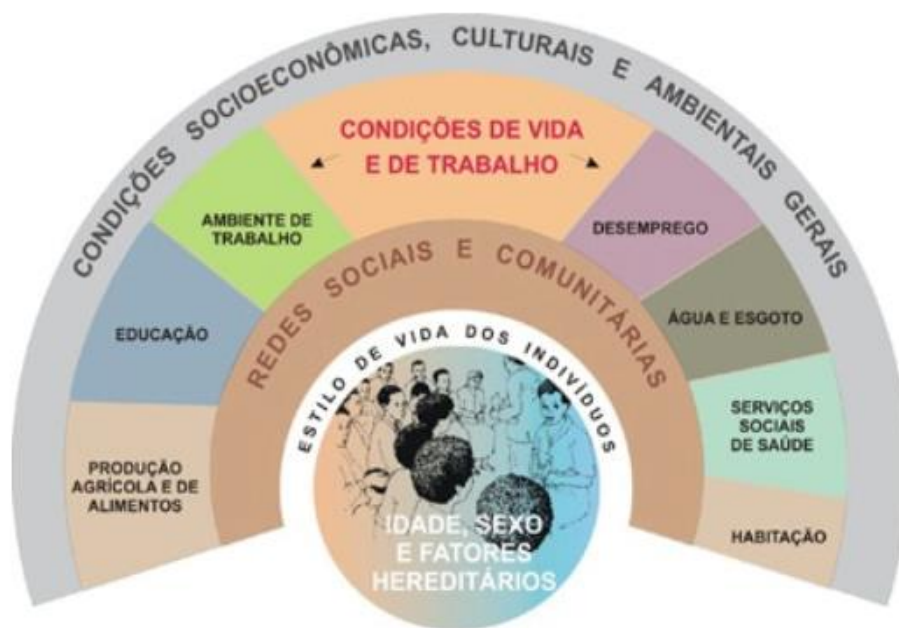 CONDIÇÕES SOCIOECONÔMICAS, CULTURAIS E AMBIENTAIS GERAIS
CONDIÇÕES DE VIDA
E DE TRABALHO
AMBIENTE DE
TRABALHO
DESEMPREGO
EDUCAÇÃO
ÁGUA E ESGOTO
PRODUÇÃO
AGRÍCOLA E DE
ALIMENTOS
SERVIÇOS
SOCIAIS
DE SAÚDE
HABITAÇÃO
REDES SOCIAIS E COMUNITÁRIAS
ESTILO DE VIDA DOS INDIVÍDUOS
IDADE, SEXO
E FATORES
HEREDITÁRIOS